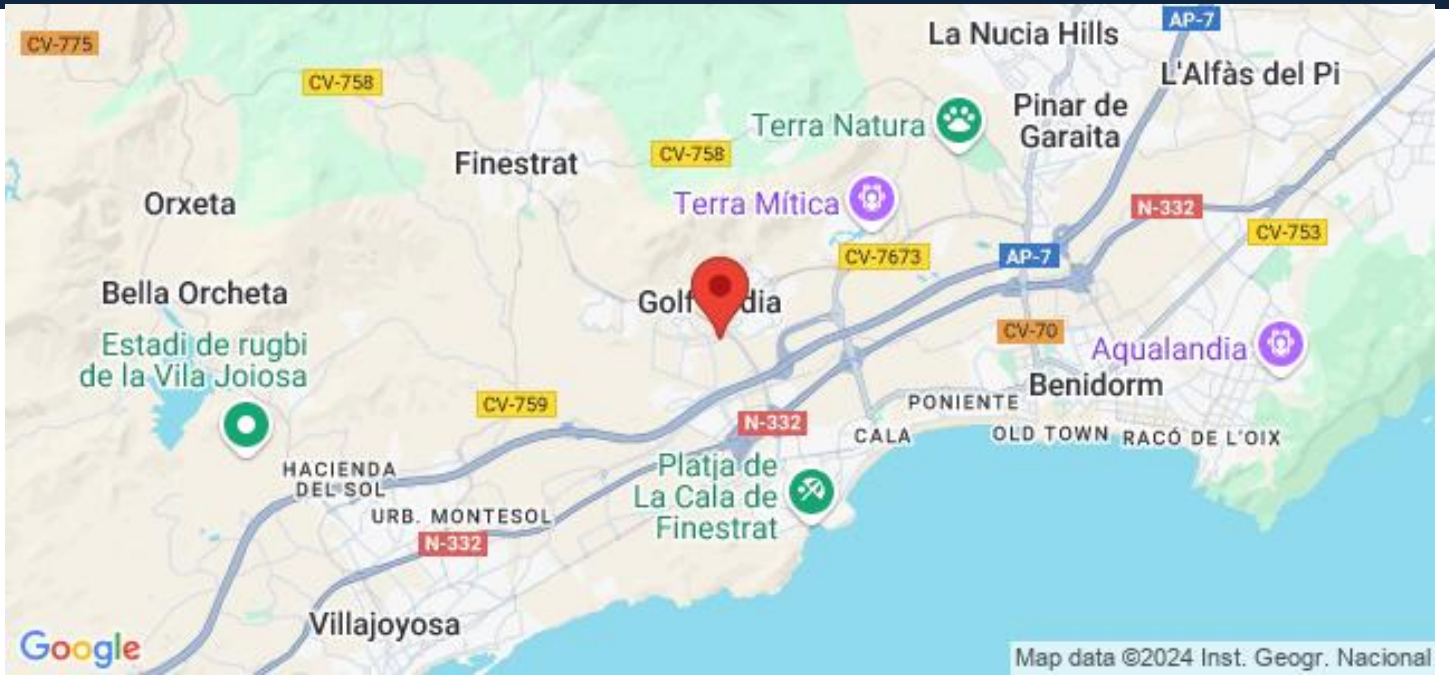 AP-7
CV-775
La Nucia Hills
CV-758
L'Alfàs del Pi
Terra Natura
Pinar de
Garaita
Finestrat
CV-758
Orxeta
Terra Mítica
N-332
CV-753
CV-7673
AP-7
Bella Orcheta
Golf
dia
Estadi de rugbi
de la Vila Joiosa
CV-70
Aqualandia
Benidorm
CV-759
PONIENTE
N-332
CALA
OLD TOWN
RACÓ DE L'OIX
HACIENDA
DEL SOL
Platja de
La Cala de
Finestrat
URB. MONTESOL
N-332
Villajoyosa
Google
Map data ©2024 Inst. Geogr. Nacional